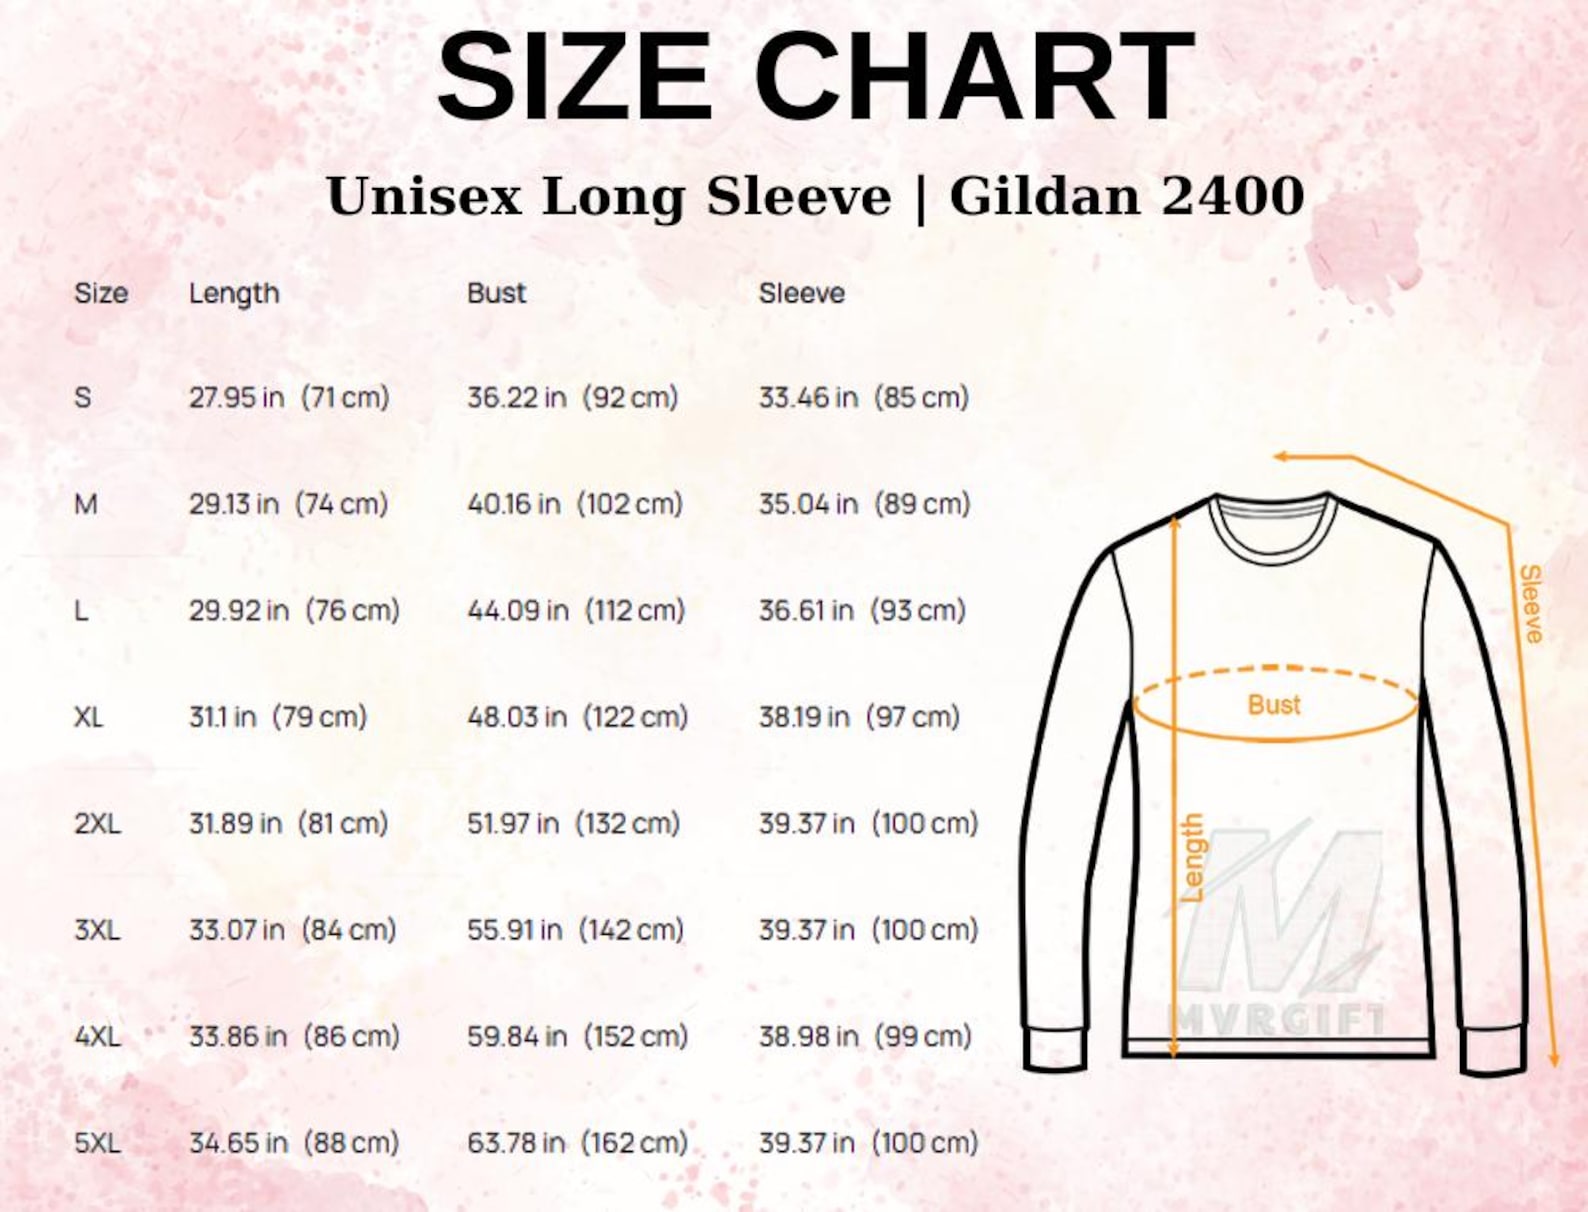 SIZE CHART
Unisex Long Sleeve | Gildan 2400
Size Length Bust Sleeve
S 27.95 in (71 cm) 36.22 in (92 cm) 33.46 in (85 cm)
M 29.13 in (74 cm) 40.16 in (102 cm) 35.04 in (89 cm)
L 29.92 in (76 cm) 44.09 in (112 cm) 36.61 in (93 cm)
XL 31.1 in (79 cm) 48.03 in (122 cm) 38.19 in (97 cm)
2XL 31.89 in (81 cm) 51.97 in (132 cm) 39.37 in (100 cm)
3XL 33.07 in (84 cm) 55.91 in (142 cm) 39.37 in (100 cm)
4XL 33.86 in (86 cm) 59.84 in (152 cm) 38.98 in (99 cm)
5XL 34.65 in (88 cm) 63.78 in (162 cm) 39.37 in (100 cm)
Sleeve
Bust
Length
M
MVRGIFT